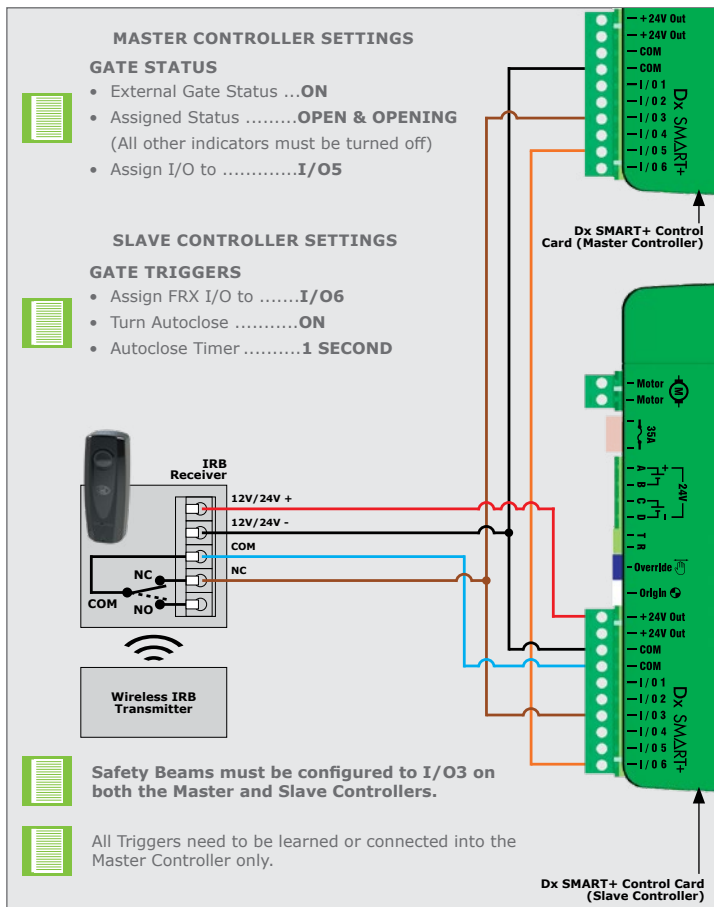 MASTER CONTROLLER SETTINGS
GATE STATUS
• External Gate Status ...ON
• Assigned Status .........OPEN & OPENING
(All other indicators must be turned off)
• Assign I/O to .............I/O5
+24V Out
+24V Out
COM
COM
I/O 1
I/O 2
I/O 3
I/O 4
I/O 5
I/O 6
Dx SMART+
Dx SMART+ Control
Card (Master Controller)
SLAVE CONTROLLER SETTINGS
GATE TRIGGERS
• Assign FRX I/O to .......I/O6
• Turn Autoclose ...........ON
• Autoclose Timer ..........1 SECOND
Motor
Motor
M
35A
A
B
C
D
+
-
24V
T
R
Override
Origin
+24V Out
+24V Out
COM
COM
I/O 1
I/O 2
I/O 3
I/O 4
I/O 5
I/O 6
Dx SMART+
IRB
Receiver
12V/24V +
12V/24V -
COM
NC
NC
COM
NO
Wireless IRB
Transmitter
Safety Beams must be configured to I/O3 on
both the Master and Slave Controllers.
All Triggers need to be learned or connected into the
Master Controller only.
Dx SMART+ Control Card
(Slave Controller)